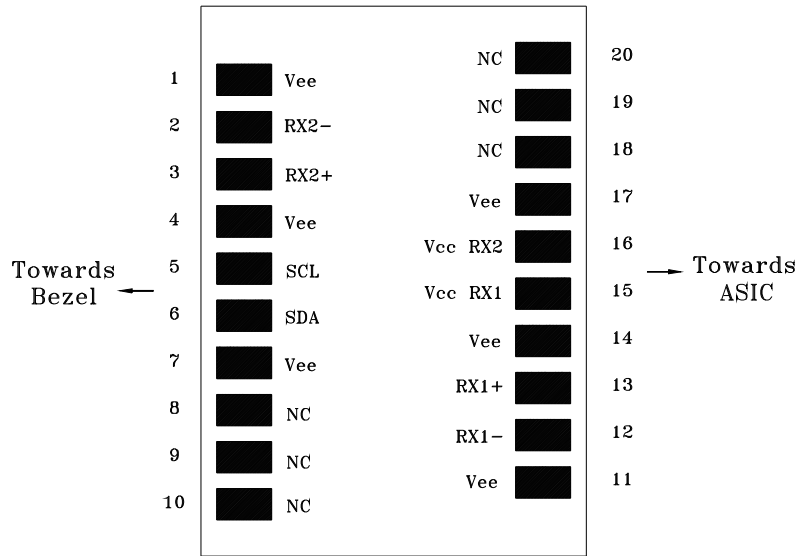 1 Vee
2 RX2-
3 RX2+
4 Vee
5 SCL
6 SDA
7 Vee
8 NC
9 NC
10 NC
NC 20
NC 19
NC 18
Vee 17
Vcc RX2 16
Vcc RX1 15
Vee 14
RX1+ 13
RX1- 12
Vee 11
Towards
Bezel
Towards
ASIC